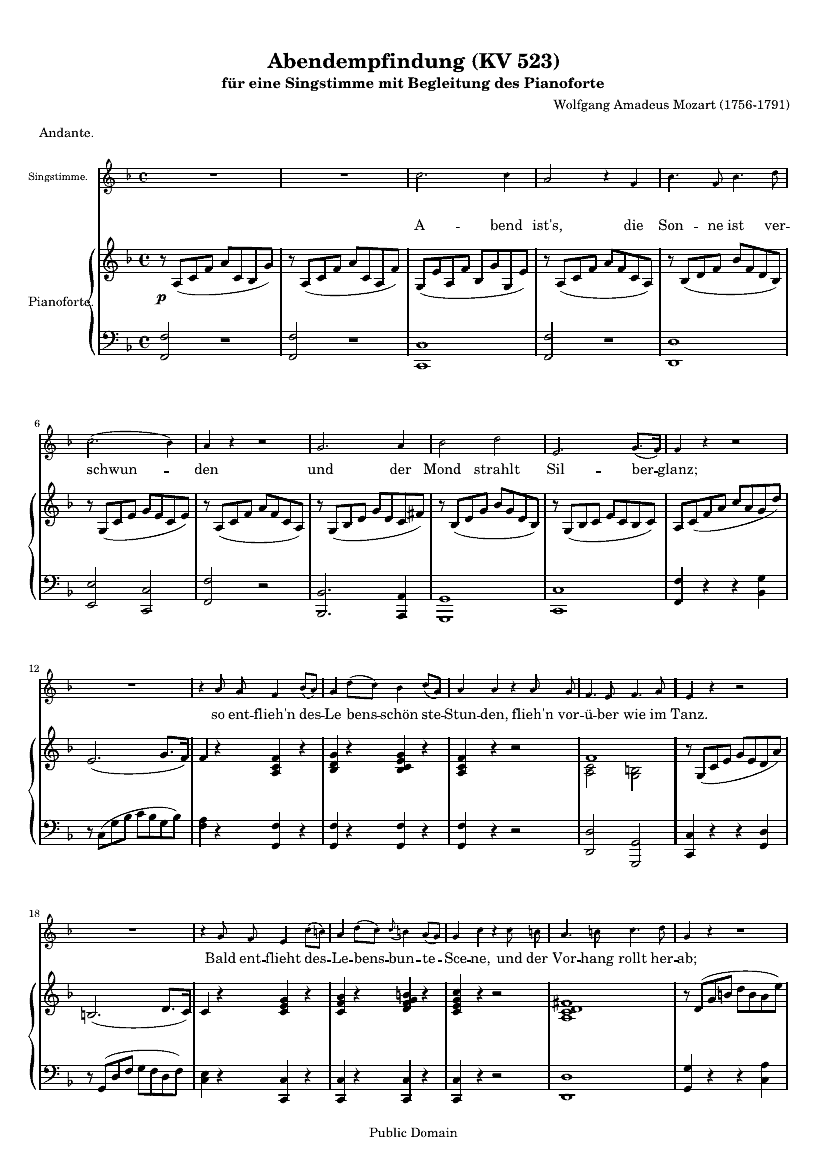 Abendempfindung (KV 523)
für eine Singstimme mit Begleitung des Pianoforte
Wolfgang Amadeus Mozart (1756-1791)
Andante.
Singstimme.
A - bend ist's, die Son - ne ist ver-
p
Pianoforte.
6
schwun - den und der Mond strahlt Sil - ber-glanz;
12
so ent-flieh'n des-Le bens-schön ste-Stun-den, flieh'n vor-ü-ber wie im Tanz.
18
Bald ent-flieht des-Le-bens-bun-te-Sce-ne, und der Vor-hang rollt her-ab;
Public Domain